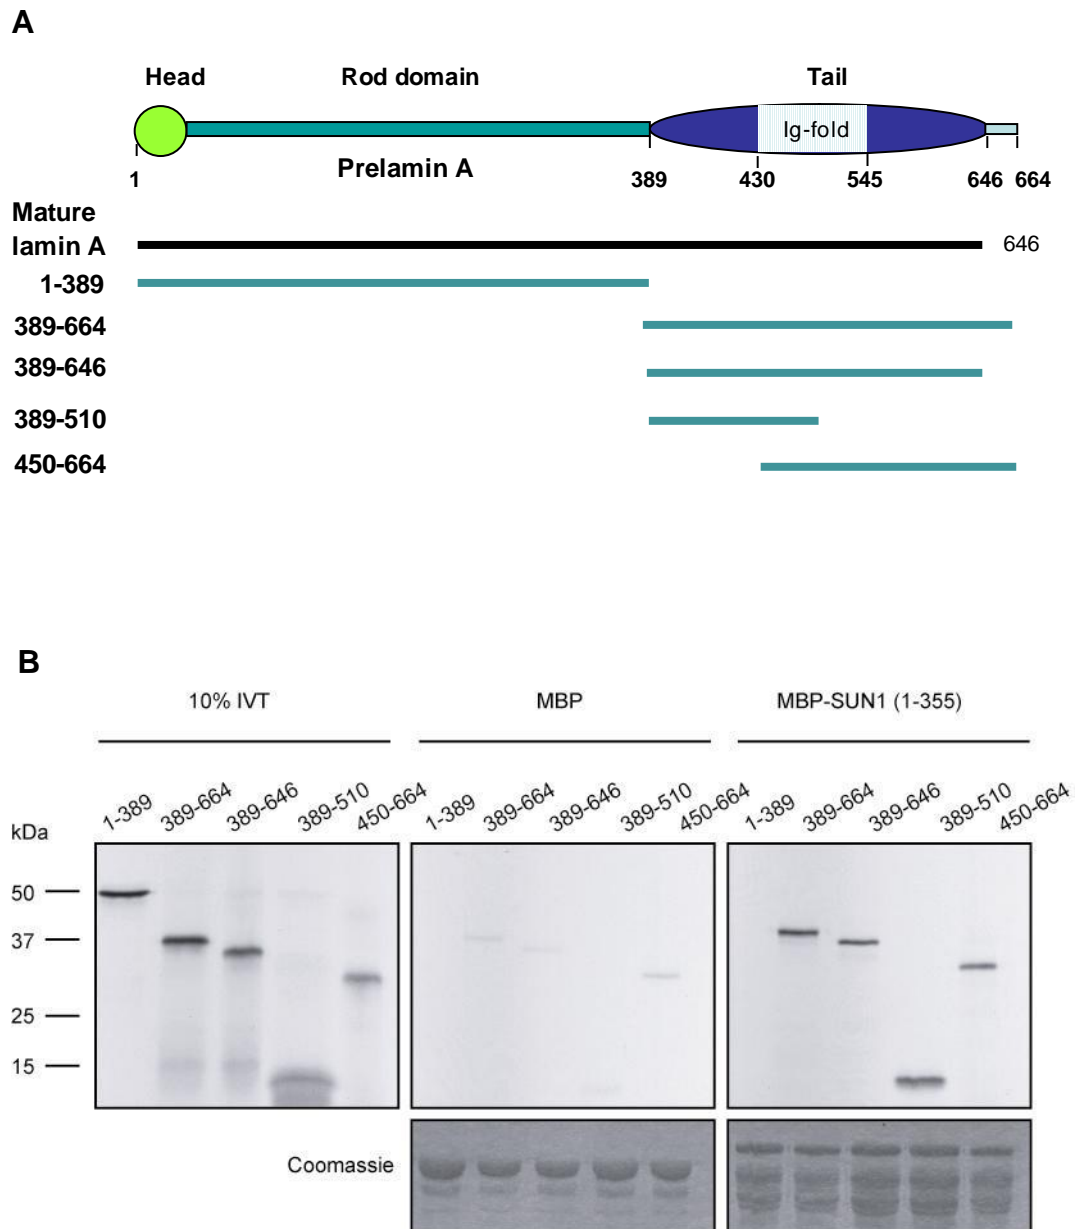 A
Head Rod domain Tail
Ig-fold
Prelamin A
1 389 430 545 646 664
Mature
lamin A 646
1-389
389-664
389-646
389-510
450-664
B
10% IVT MBP MBP-SUN1 (1-355)
1-389 389-664 389-646 389-510 450-664 1-389 389-664 389-646 389-510 450-664 1-389 389-664 389-646 389-510 450-664
kDa
50
37
25
15
Coomassie